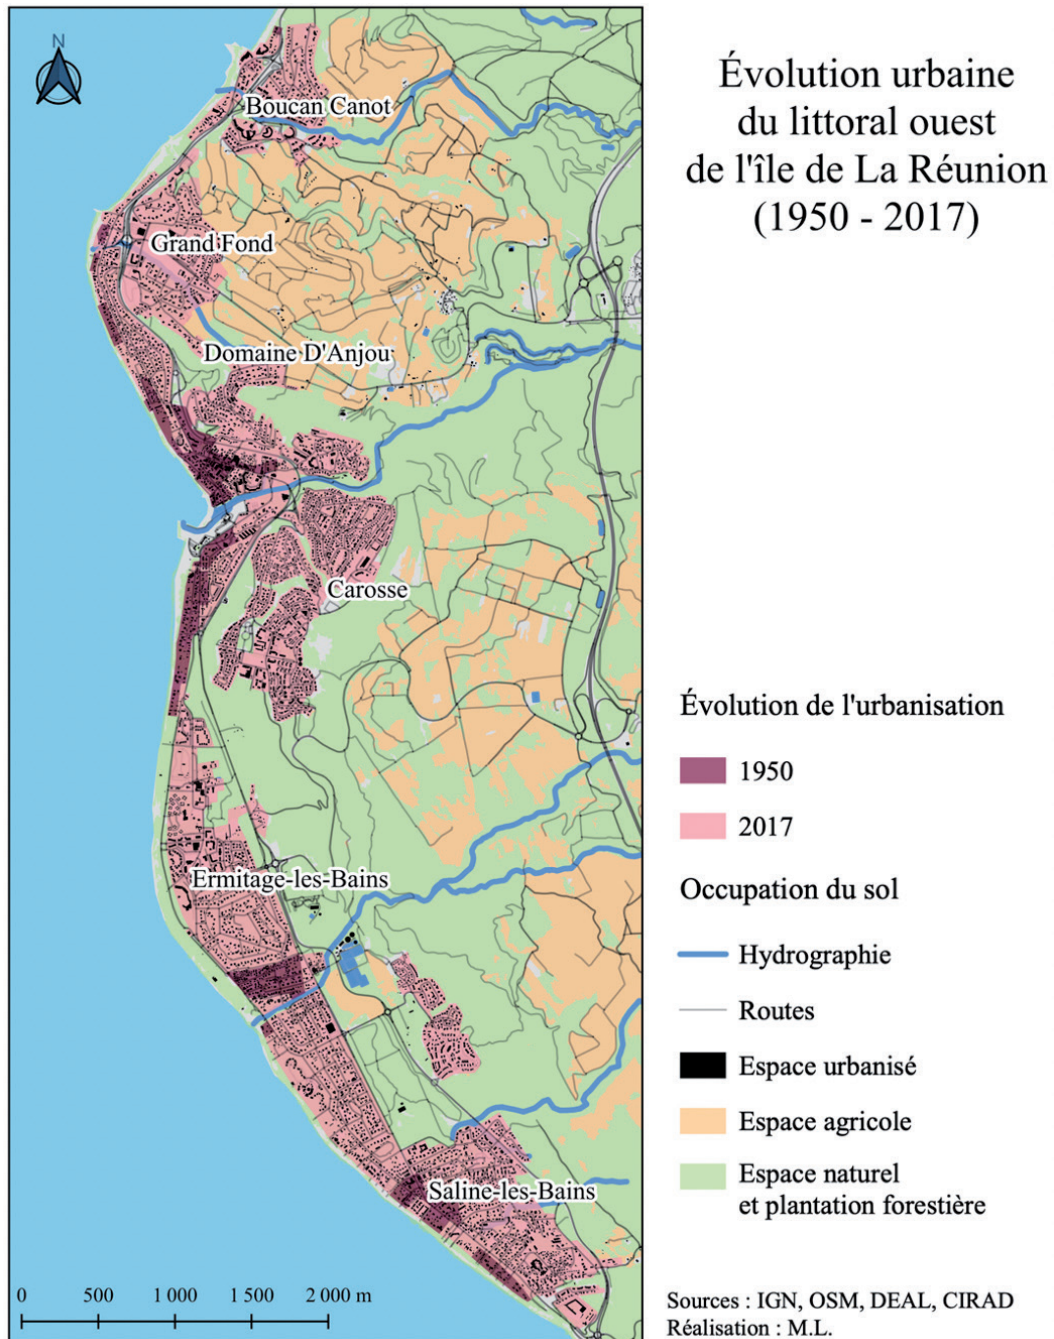 Évolution urbaine
du littoral ouest
de l'île de La Réunion
(1950 - 2017)
N
Boucan Canot
Grand Fond
Domaine D'Anjou
Carosse
Ermitage-les-Bains
Saline-les-Bains
0 500 1 000 1 500 2 000 m
Évolution de l'urbanisation
1950
2017
Occupation du sol
Hydrographie
Routes
Espace urbanisé
Espace agricole
Espace naturel
et plantation forestière
Sources : IGN, OSM, DEAL, CIRAD
Réalisation : M.L.